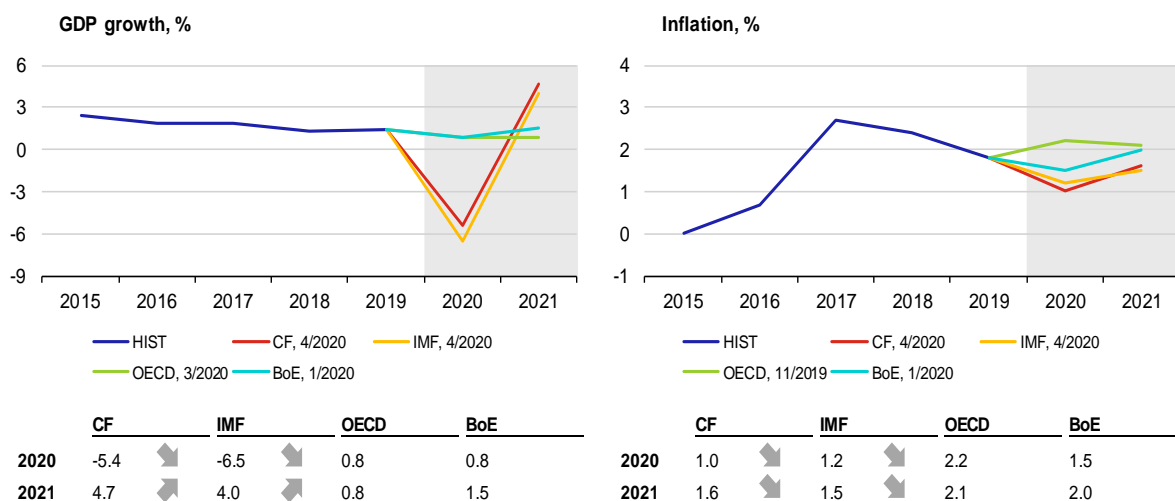 GDP growth, %
6
3
0
-3
-6
-9
2015 2016 2017 2018 2019 2020 2021
HIST CF, 4/2020 IMF, 4/2020
OECD, 3/2020 BoE, 1/2020
CF IMF OECD BoE
2020 -5.4 -6.5 0.8 0.8
2021 4.7 4.0 0.8 1.5
Inflation, %
4
3
2
1
0
-1
2015 2016 2017 2018 2019 2020 2021
HIST CF, 4/2020 IMF, 4/2020
OECD, 11/2019 BoE, 1/2020
CF IMF OECD BoE
2020 1.0 1.2 2.2 1.5
2021 1.6 1.5 2.1 2.0